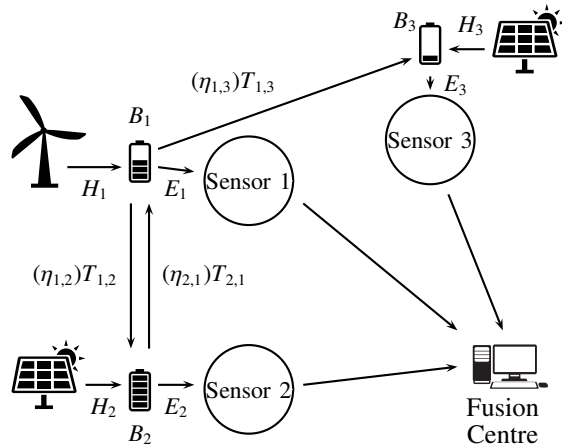 B₃
H₃
(η₁,₃)T₁,₃
E₃
B₁
Sensor 3
H₁
E₁
Sensor 1
(η₁,₂)T₁,₂
(η₂,₁)T₂,₁
H₂
E₂
Sensor 2
B₂
Fusion
Centre